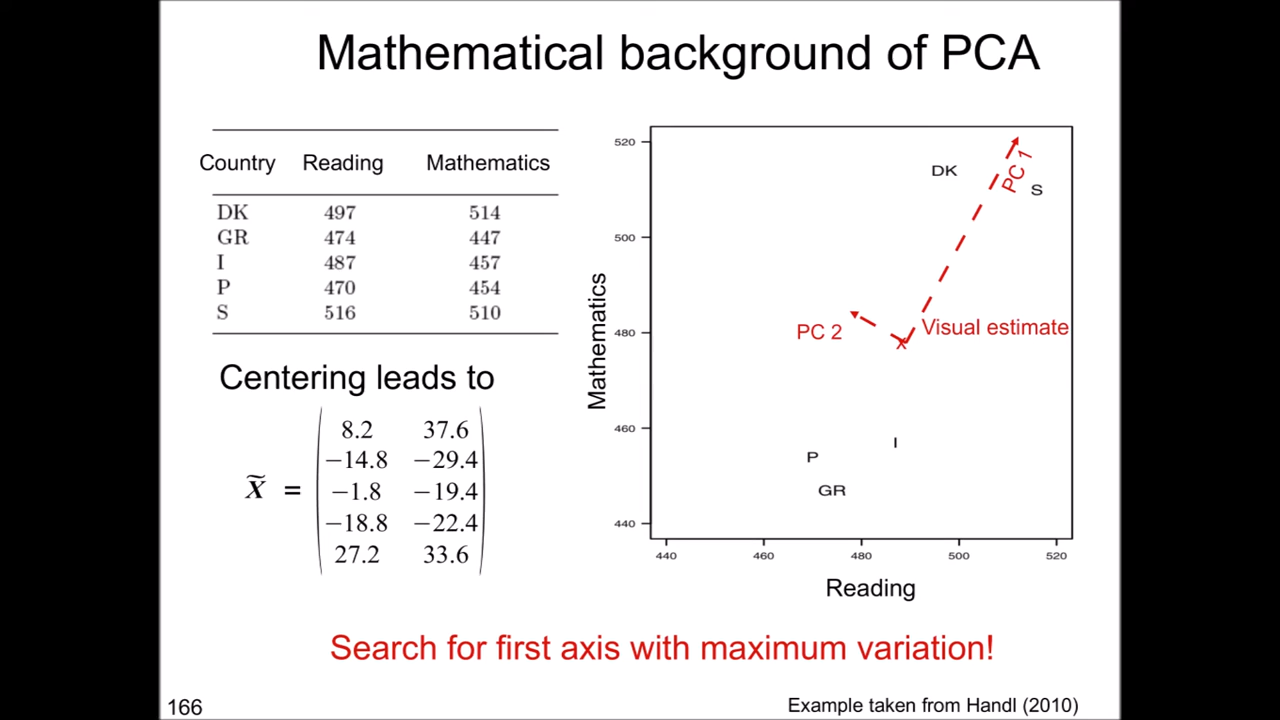 Mathematical background of PCA
Country Reading Mathematics
DK 497 514
GR 474 447
I 487 457
P 470 454
S 516 510
Centering leads to
X̃ =
8.2 37.6
−14.8 −29.4
−1.8 −19.4
−18.8 −22.4
27.2 33.6
520
500
480
460
440
Mathematics
DK
PC 1
S
PC 2
Visual estimate
x
I
P
GR
440 460 480 500 520
Reading
Search for first axis with maximum variation!
166
Example taken from Handl (2010)